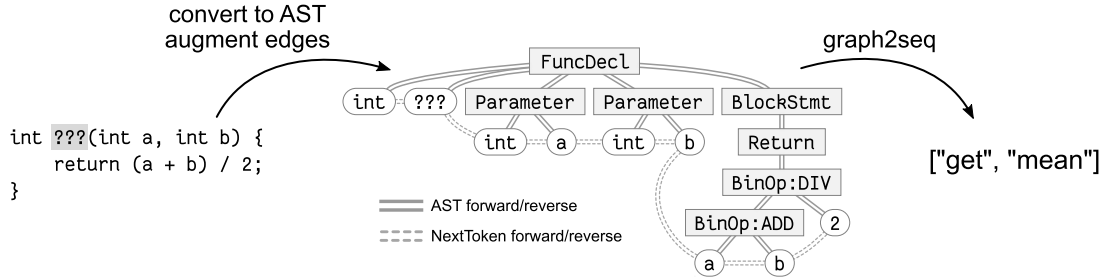 convert to AST
augment edges
graph2seq
FuncDecl
int ??? Parameter Parameter BlockStmt
int ???(int a, int b) {
return (a + b) / 2;
}
int a int b Return
["get", "mean"]
BinOp:DIV
AST forward/reverse
BinOp:ADD 2
NextToken forward/reverse
a b